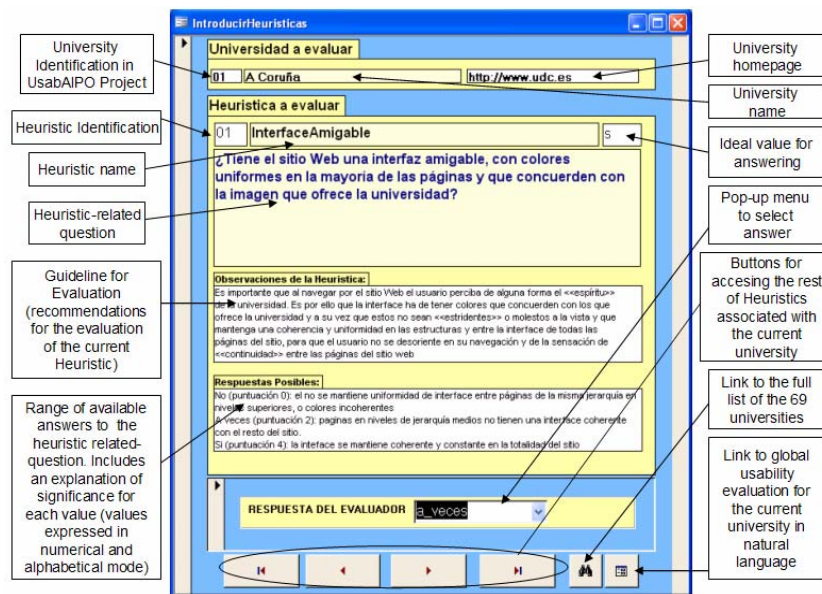 IntroducirHeuristicas
University
Identification in
UsabAIPO Project
Heuristic Identification
Heuristic name
Heuristic-related
question
Guideline for
Evaluation
(recommendations
for the evaluation
of the current
Heuristic)
Range of available
answers to the
heuristic related-
question. Includes
an explanation of
significance for
each value (values
expressed in
numerical and
alphabetical mode)
Universidad a evaluar
01 A Coruña http://www.udc.es
Heuristica a evaluar
01 InterfaceAmigable s
¿Tiene el sitio Web una interfaz amigable, con colores
uniformes en la mayoría de las páginas y que concuerden con
la imagen que ofrece la universidad?
Observaciones de la Heuristica:
Es importante que al navegar por el sitio Web el usuario perciba de alguna forma el <<espíritu>>
de la universidad. Es por ello que la interface ha de tener colores que concuerden con los que
ofrece la universidad y a su vez que estos no sean <<estridentes>> o molestos a la vista y que
mantenga una coherencia y uniformidad en las estructuras y entre la interface de todas las
páginas del sitio, para que el usuario no se desoriente en su navegación y de la sensación de
<<continuidad>> entre las páginas del sitio web
Respuestas Posibles:
No (puntuación 0): el no se mantiene uniformidad de interface entre páginas de la misma jerarquía en
niveles superiores, o colores incoherentes
A veces (puntuación 2): paginas en niveles de jerarquía medios no tienen una interface coherente
con el resto del sitio.
Si (puntuación 4): la inteface se mantiene coherente y constante en la totalidad del sitio
RESPUESTA DEL EVALUADOR a_veces
University
homepage
University
name
Ideal value for
answering
Pop-up menu
to select
answer
Buttons for
accesing the rest
of Heuristics
associated with
the current
university
Link to the full
list of the 69
universities
Link to global
usability
evaluation for
the current
university in
natural
language